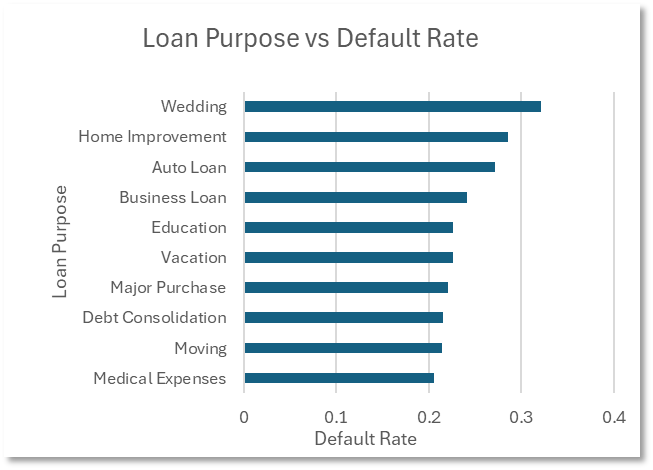 Loan Purpose vs Default Rate
Loan Purpose
Wedding
Home Improvement
Auto Loan
Business Loan
Education
Vacation
Major Purchase
Debt Consolidation
Moving
Medical Expenses
0 0.1 0.2 0.3 0.4
Default Rate